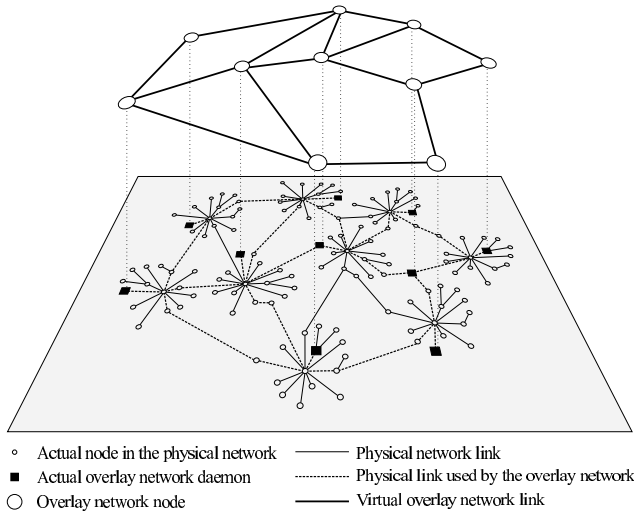 Actual node in the physical network
Physical network link
Actual overlay network daemon
Physical link used by the overlay network
Overlay network node
Virtual overlay network link